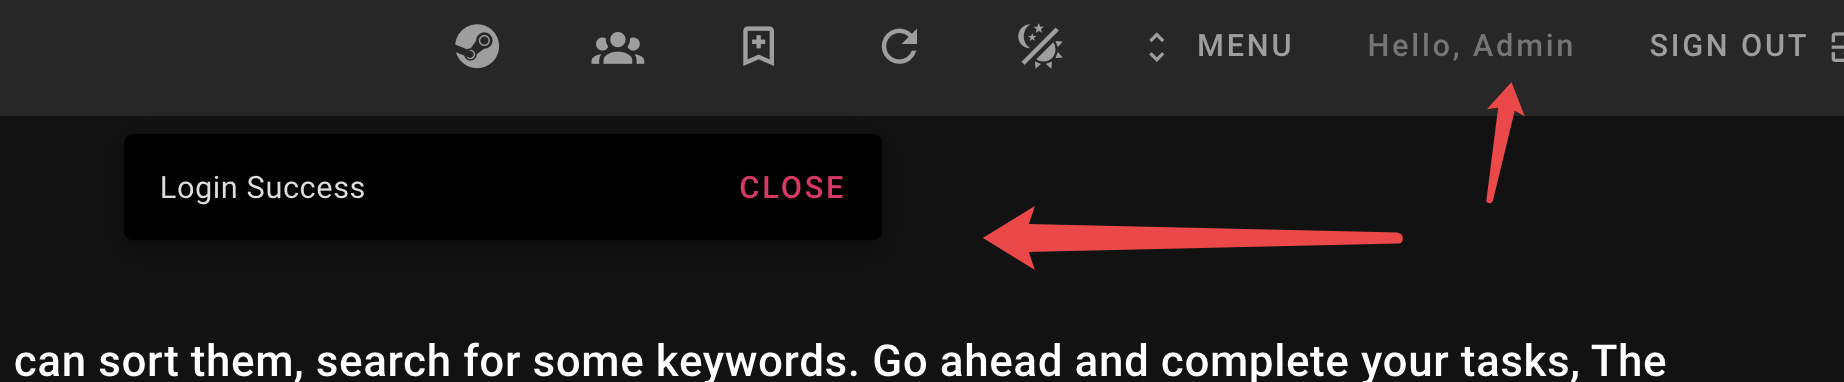 MENU Hello, Admin SIGN OUT
Login Success CLOSE
can sort them, search for some keywords. Go ahead and complete your tasks, The